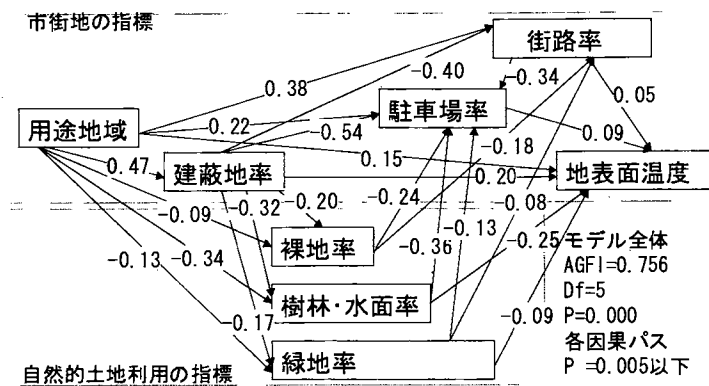 市街地の指標
街路率
-0.40
-0.34
0.38
駐車場率
0.05
用途地域
0.22
-0.54
-0.18
0.09
0.47
建蔽地率
0.15
地表面温度
0.20
-0.09
-0.20
-0.24
-0.08
-0.32
裸地率
-0.13
-0.13
-0.34
-0.36
-0.25
モデル全体
AGFI=0.756
樹林・水面率
Df=5
-0.17
-0.09
P=0.000
緑地率
各因果パス
自然的土地利用の指標
P =0.005以下